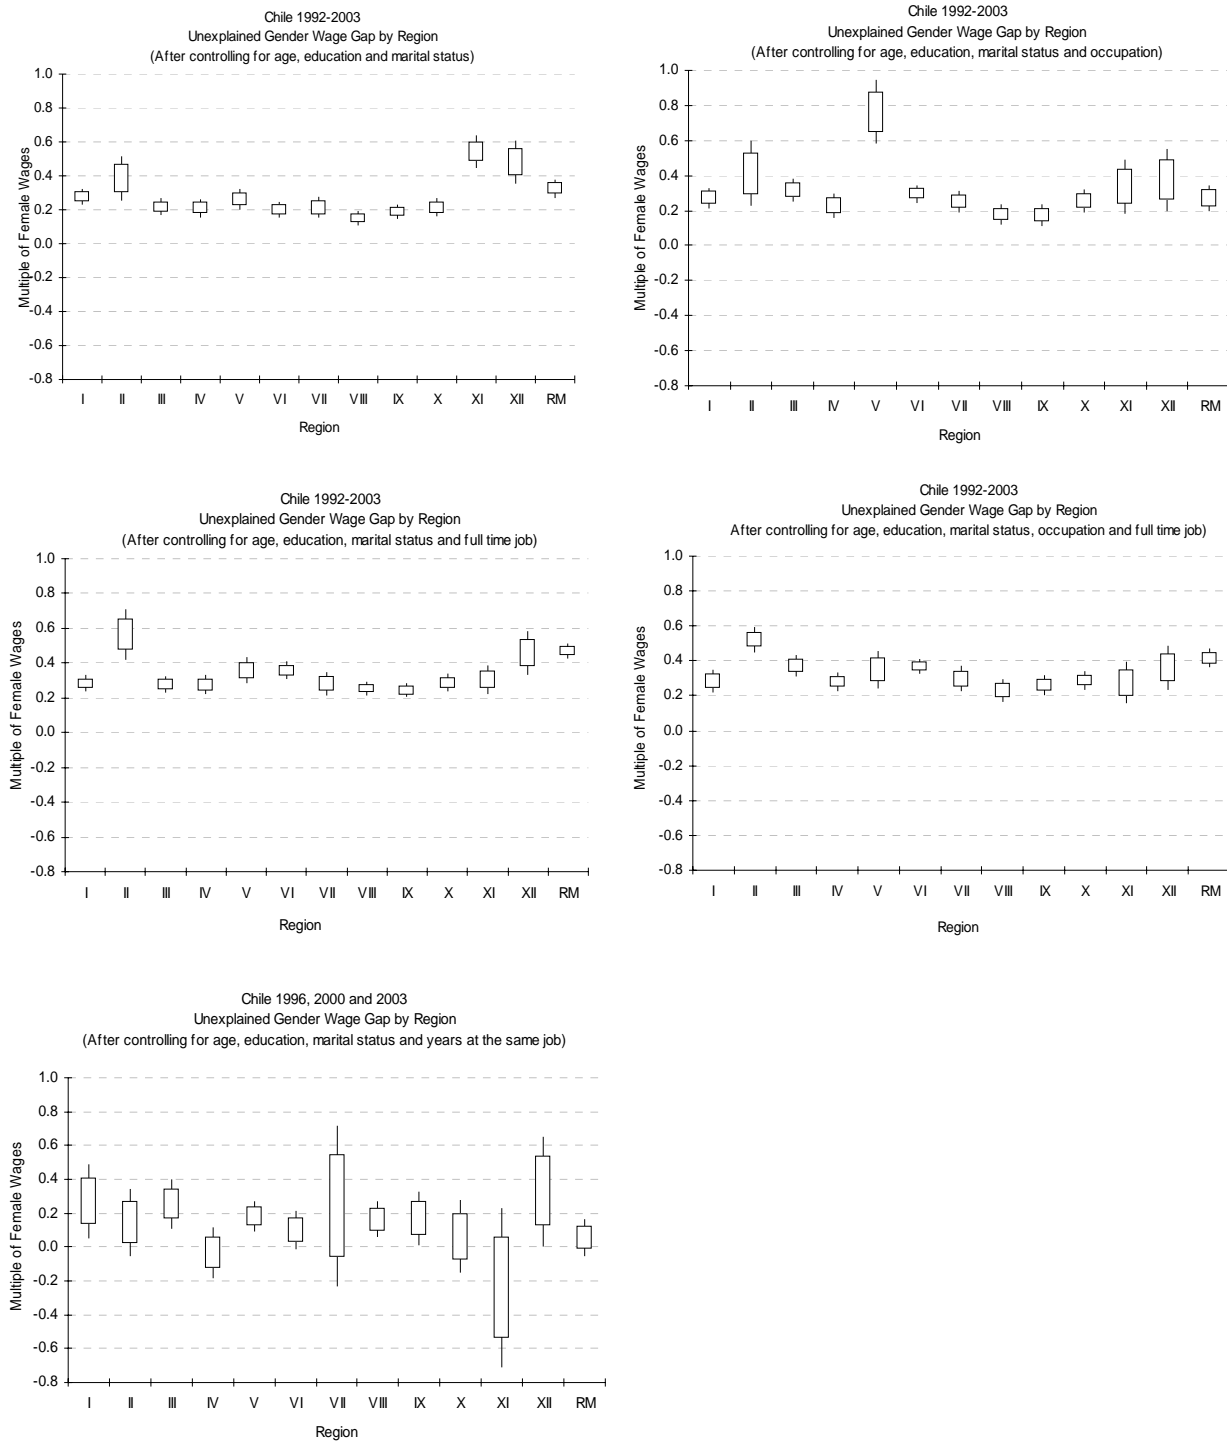 Chile 1992-2003
Unexplained Gender Wage Gap by Region
(After controlling for age, education and marital status)
1.0
0.8
0.6
0.4
0.2
0.0
-0.2
-0.4
-0.6
-0.8
Multiple of Female Wages
I II III IV V VI VII VIII IX X XI XII RM
Region
Chile 1992-2003
Unexplained Gender Wage Gap by Region
(After controlling for age, education, marital status and occupation)
1.0
0.8
0.6
0.4
0.2
0.0
-0.2
-0.4
-0.6
-0.8
Multiple of Female Wages
I II III IV V VI VII VIII IX X XI XII RM
Region
Chile 1992-2003
Unexplained Gender Wage Gap by Region
(After controlling for age, education, marital status and full time job)
1.0
0.8
0.6
0.4
0.2
0.0
-0.2
-0.4
-0.6
-0.8
Multiple of Female Wages
I II III IV V VI VII VIII IX X XI XII RM
Region
Chile 1992-2003
Unexplained Gender Wage Gap by Region
After controlling for age, education, marital status, occupation and full time job)
1.0
0.8
0.6
0.4
0.2
0.0
-0.2
-0.4
-0.6
-0.8
Multiple of Female Wages
I II III IV V VI VII VIII IX X XI XII RM
Region
Chile 1996, 2000 and 2003
Unexplained Gender Wage Gap by Region
(After controlling for age, education, marital status and years at the same job)
1.0
0.8
0.6
0.4
0.2
0.0
-0.2
-0.4
-0.6
-0.8
Multiple of Female Wages
I II III IV V VI VII VIII IX X XI XII RM
Region